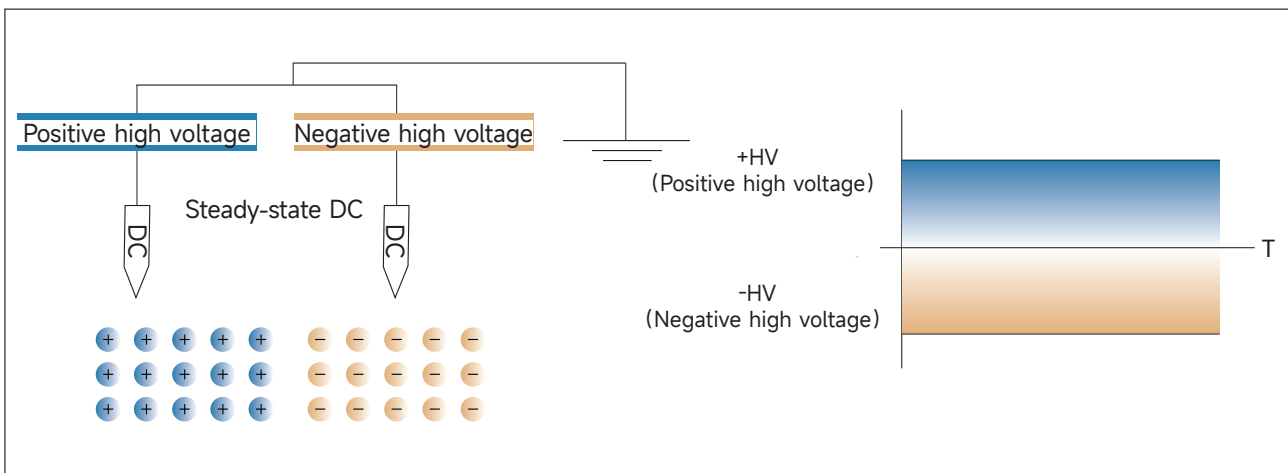 Positive high voltage
Negative high voltage
Steady-state DC
DC
DC
+ + + + +
+ + + + +
+ + + + +
− − − − −
− − − − −
− − − − −
+HV
(Positive high voltage)
T
-HV
(Negative high voltage)